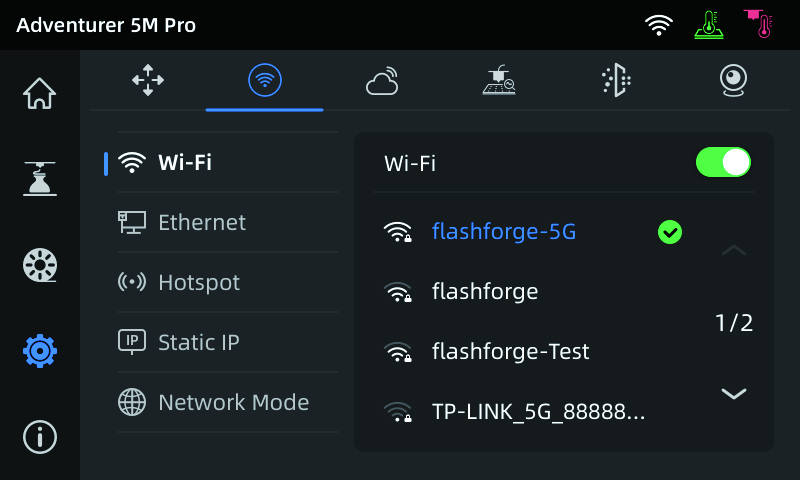 Adventurer 5M Pro
Wi-Fi
Ethernet
Hotspot
IP
Static IP
Network Mode
Wi-Fi
flashforge-5G
flashforge
flashforge-Test
TP-LINK_5G_88888...
1/2